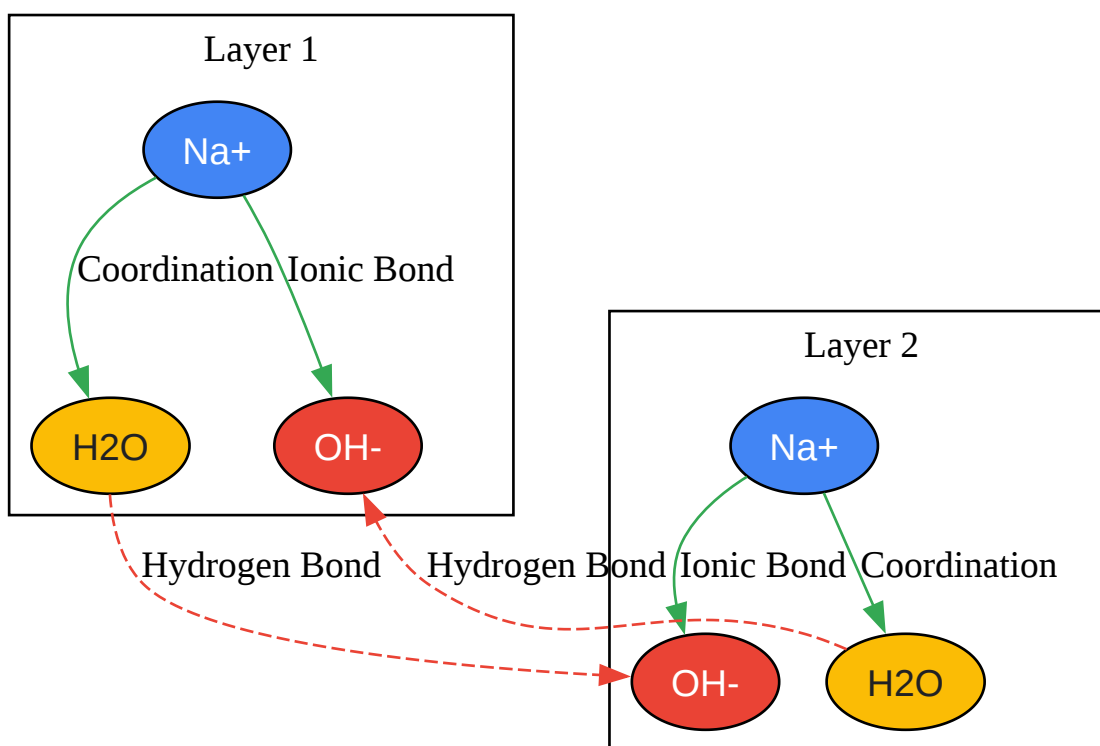 Layer 1
Na+
Coordination
Ionic Bond
H2O
OH-
Layer 2
Na+
Hydrogen Bond
Hydrogen Bond
Ionic Bond
Coordination
OH-
H2O